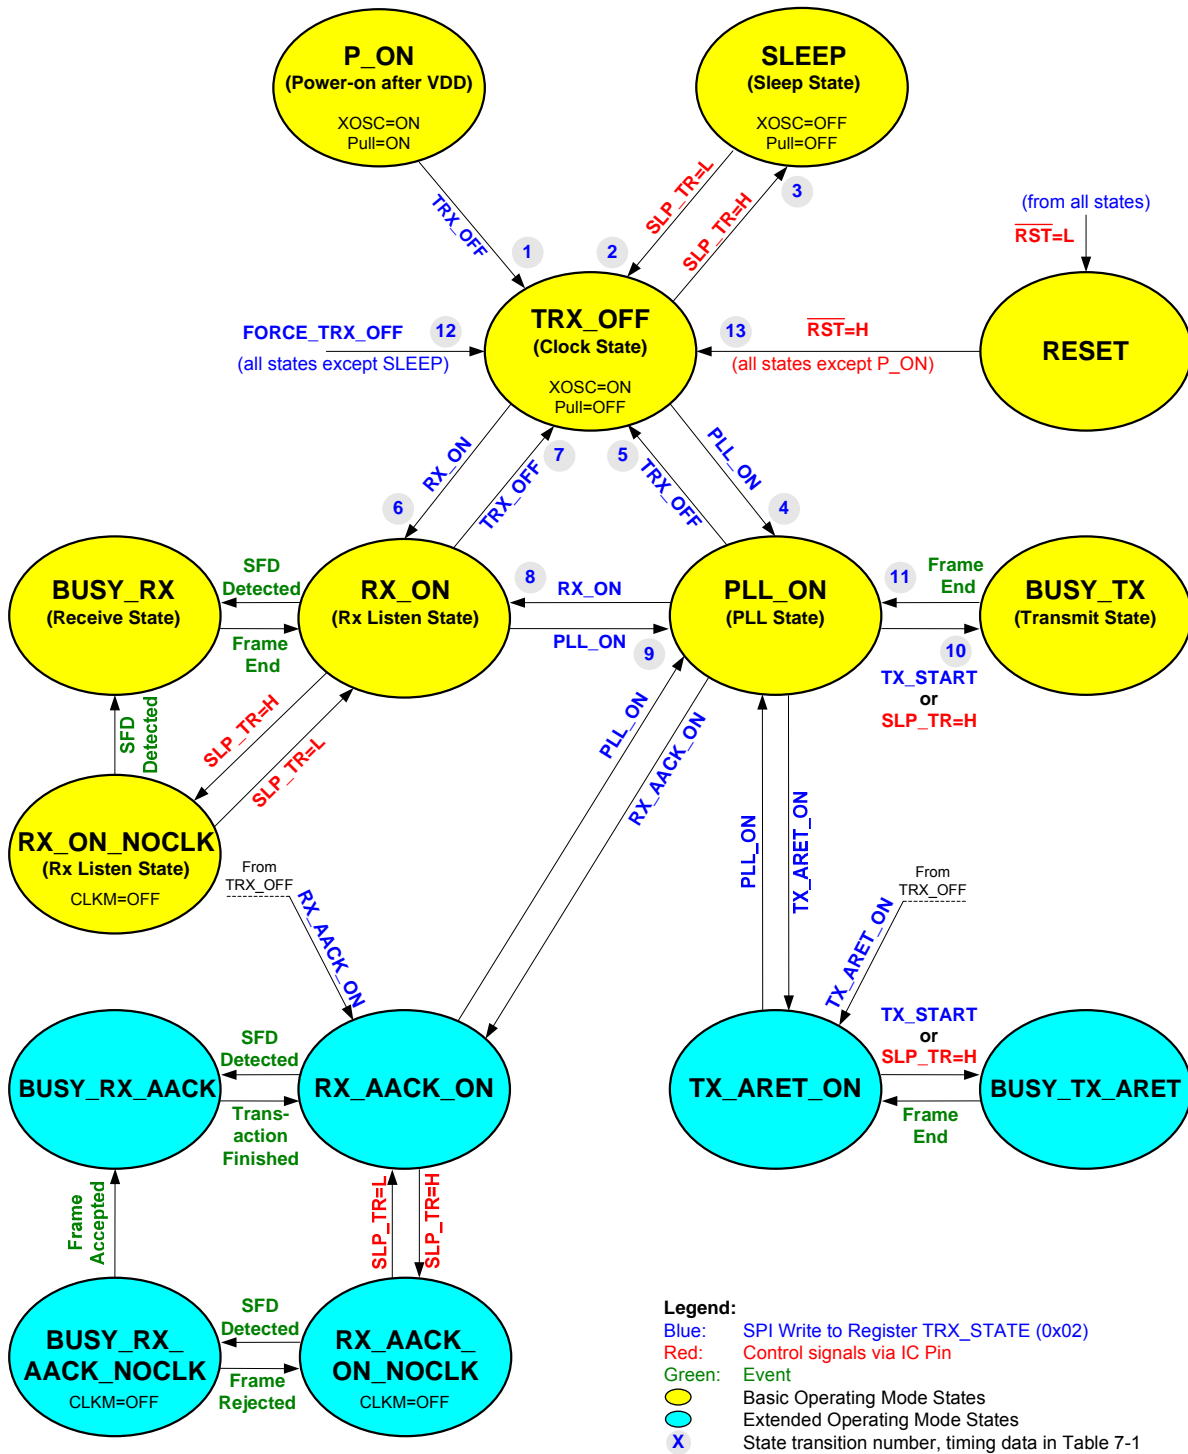 P_ON
(Power-on after VDD)
XOSC=ON
Pull=ON
SLEEP
(Sleep State)
XOSC=OFF
Pull=OFF
TRX_OFF
1
2
SLP_TR=L
SLP_TR=H
3
(from all states)
RST=L
TRX_OFF
(Clock State)
XOSC=ON
Pull=OFF
FORCE_TRX_OFF
12
(all states except SLEEP)
13
RST=H
(all states except P_ON)
RESET
RX_ON
6
7
TRX_OFF
5
TRX_OFF
PLL_ON
4
BUSY_RX
(Receive State)
SFD
Detected
Frame
End
RX_ON
(Rx Listen State)
8
RX_ON
PLL_ON
9
PLL_ON
(PLL State)
11
Frame
End
10
TX_START
or
SLP_TR=H
BUSY_TX
(Transmit State)
SFD
Detected
SLP_TR=H
SLP_TR=L
PLL_ON
RX_AACK_ON
PLL_ON
TX_ARET_ON
RX_ON_NOCLK
(Rx Listen State)
CLKM=OFF
From
TRX_OFF
RX_AACK_ON
From
TRX_OFF
TX_ARET_ON
BUSY_RX_AACK
SFD
Detected
Trans-
action
Finished
RX_AACK_ON
TX_ARET_ON
TX_START
or
SLP_TR=H
Frame
End
BUSY_TX_ARET
Frame
Accepted
SLP_TR=L
SLP_TR=H
BUSY_RX_
AACK_NOCLK
CLKM=OFF
SFD
Detected
Frame
Rejected
RX_AACK_
ON_NOCLK
CLKM=OFF
Legend:
Blue: SPI Write to Register TRX_STATE (0x02)
Red: Control signals via IC Pin
Green: Event
Basic Operating Mode States
Extended Operating Mode States
X State transition number, timing data in Table 7-1